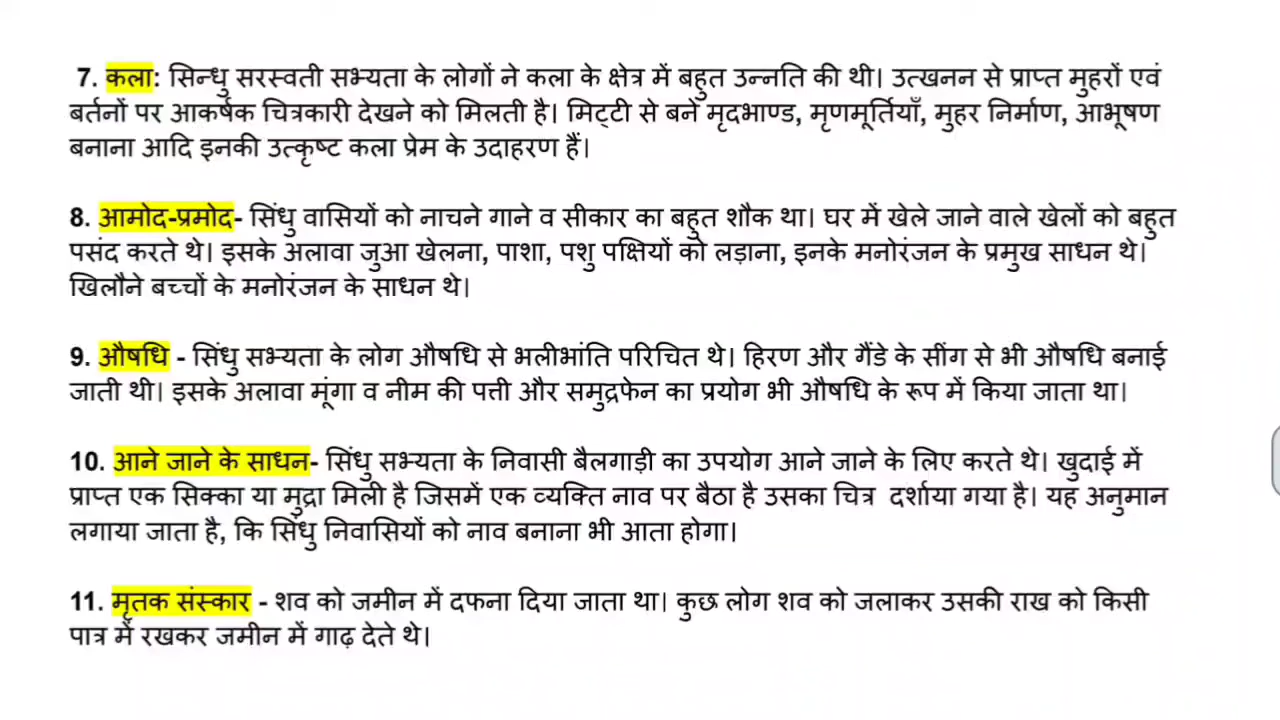 7. कला: सिन्धु सरस्वती सभ्यता के लोगों ने कला के क्षेत्र में बहुत उन्नति की थी। उत्खनन से प्राप्त मुहरों एवं
बर्तनों पर आकर्षक चित्रकारी देखने को मिलती है। मिट्टी से बने मृदभाण्ड, मृणमूर्तियाँ, मुहर निर्माण, आभूषण
बनाना आदि इनकी उत्कृष्ट कला प्रेम के उदाहरण हैं।
8. आमोद-प्रमोद- सिंधु वासियों को नाचने गाने व सीकार का बहुत शौक था। घर में खेले जाने वाले खेलों को बहुत
पसंद करते थे। इसके अलावा जुआ खेलना, पाशा, पशु पक्षियों को लड़ाना, इनके मनोरंजन के प्रमुख साधन थे।
खिलौने बच्चों के मनोरंजन के साधन थे।
9. औषधि - सिंधु सभ्यता के लोग औषधि से भलीभांति परिचित थे। हिरण और गैंडे के सींग से भी औषधि बनाई
जाती थी। इसके अलावा मूंगा व नीम की पत्ती और समुद्रफेन का प्रयोग भी औषधि के रूप में किया जाता था।
10. आने जाने के साधन- सिंधु सभ्यता के निवासी बैलगाड़ी का उपयोग आने जाने के लिए करते थे। खुदाई में
प्राप्त एक सिक्का या मुद्रा मिली है जिसमें एक व्यक्ति नाव पर बैठा है उसका चित्र दर्शाया गया है। यह अनुमान
लगाया जाता है, कि सिंधु निवासियों को नाव बनाना भी आता होगा।
11. मृतक संस्कार - शव को जमीन में दफना दिया जाता था। कुछ लोग शव को जलाकर उसकी राख को किसी
पात्र में रखकर जमीन में गाढ़ देते थे।